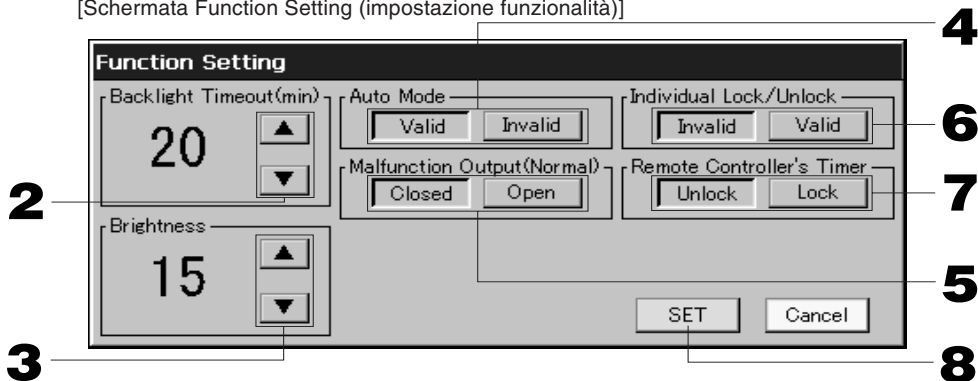 [Schermata Function Setting (impostazione funzionalità)]
4
Function Setting
Backlight Timeout(min)
20
Auto Mode
Valid Invalid
Individual Lock/Unlock
Invalid Valid
6
Malfunction Output(Normal)
Closed Open
Remote Controller's Timer
Unlock Lock
7
2
Brightness
15
5
SET Cancel
3
8